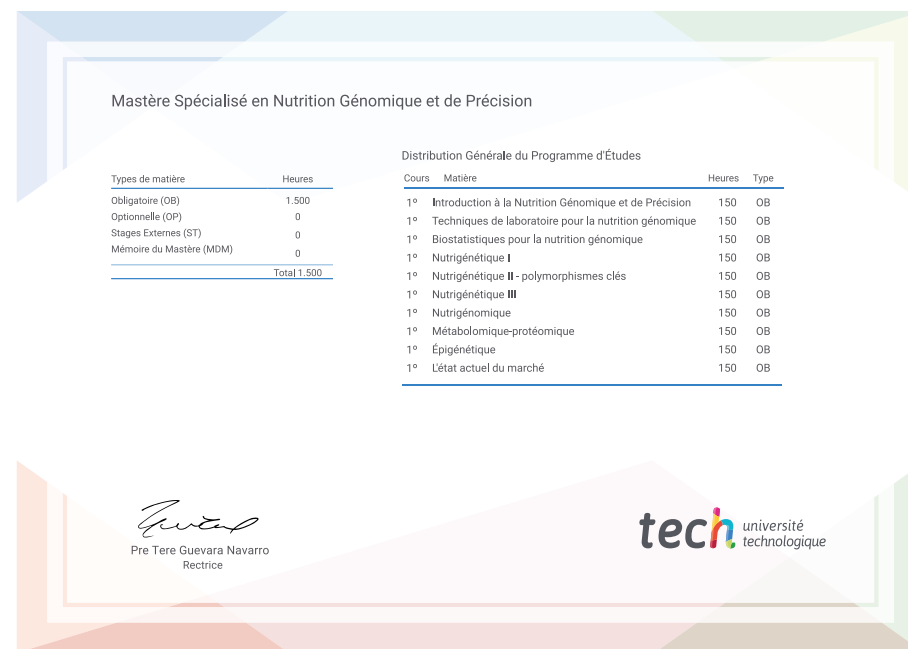 Mastère Spécialisé en Nutrition Génomique et de Précision
Types de matière Heures
Obligatoire (OB) 1.500
Optionnelle (OP) 0
Stages Externes (ST) 0
Mémoire du Mastère (MDM) 0
Total 1.500
Distribution Générale du Programme d'Études
Cours Matière Heures Type
1º Introduction à la Nutrition Génomique et de Précision 150 OB
1º Techniques de laboratoire pour la nutrition génomique 150 OB
1º Biostatistiques pour la nutrition génomique 150 OB
1º Nutrigénétique I 150 OB
1º Nutrigénétique II - polymorphismes clés 150 OB
1º Nutrigénétique III 150 OB
1º Nutrigénomique 150 OB
1º Métabolomique-protéomique 150 OB
1º Épigénétique 150 OB
1º L'état actuel du marché 150 OB
Pre Tere Guevara Navarro
Rectrice
tech université
technologique